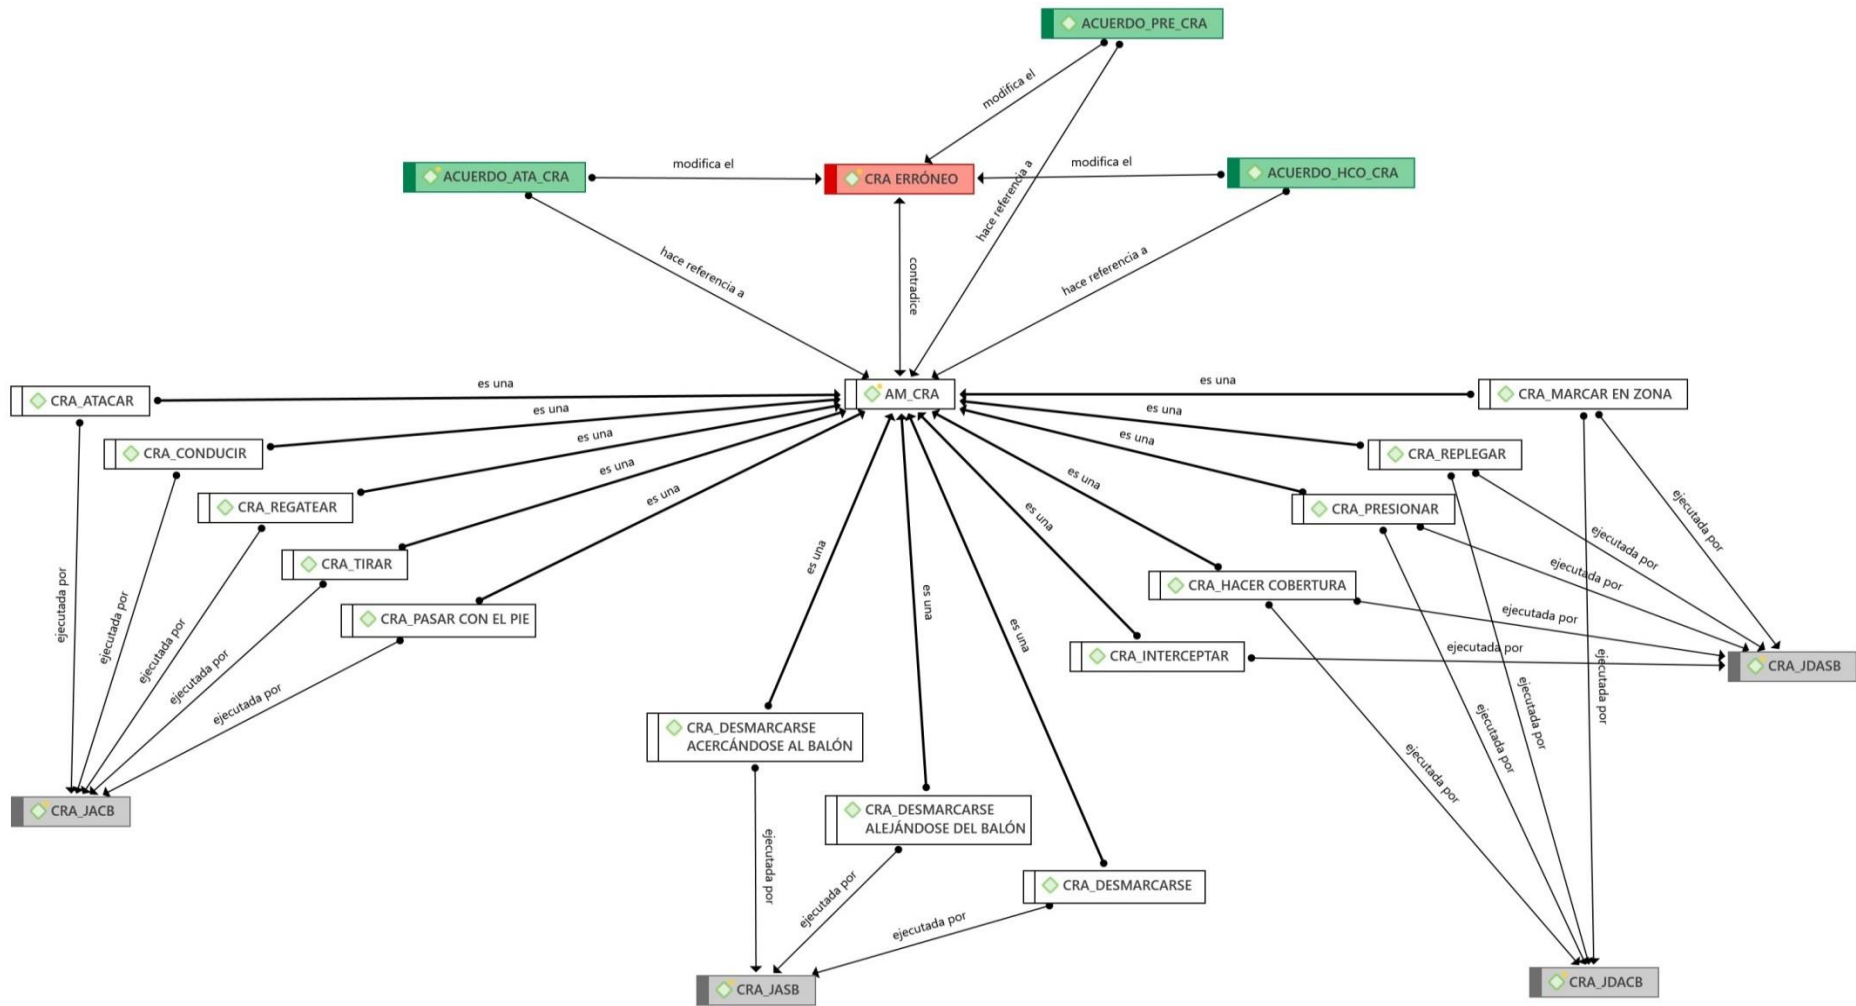 ACUERDO_PRE_CRA
modifica el
hace referencia a
ACUERDO_ATA_CRA
modifica el
CRA ERRÓNEO
modifica el
ACUERDO_HCO_CRA
hace referencia a
contradice
hace referencia a
CRA_ATACAR
es una
AM_CRA
es una
CRA_MARCAR EN ZONA
CRA_CONDUCIR
es una
es una
CRA_REPLEGAR
CRA_REGATEAR
es una
es una
CRA_PRESIONAR
CRA_TIRAR
es una
es una
CRA_HACER COBERTURA
CRA_PASAR CON EL PIE
es una
es una
CRA_INTERCEPTAR
es una
es una
es una
ejecutada por
ejecutada por
ejecutada por
ejecutada por
ejecutada por
ejecutada por
ejecutada por
ejecutada por
ejecutada por
ejecutada por
CRA_JDASB
ejecutada por
ejecutada por
ejecutada por
ejecutada por
CRA_DESMARCARSE
ACERCÁNDOSE AL BALÓN
CRA_JACB
CRA_DESMARCARSE
ALEJÁNDOSE DEL BALÓN
ejecutada por
ejecutada por
CRA_DESMARCARSE
ejecutada por
CRA_JASB
CRA_JDACB